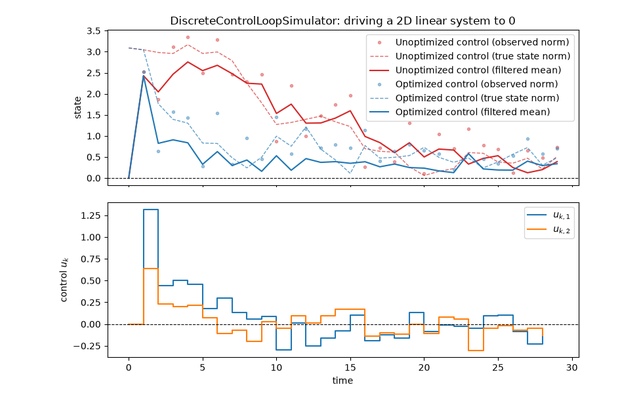 DiscreteControlLoopSimulator: driving a 2D linear system to 0
3.5
3.0
2.5
2.0
1.5
1.0
0.5
0.0
state
Unoptimized control (observed norm)
Unoptimized control (true state norm)
Unoptimized control (filtered mean)
Optimized control (observed norm)
Optimized control (true state norm)
Optimized control (filtered mean)
1.25
1.00
0.75
0.50
0.25
0.00
−0.25
control u_k
u_{k,1}
u_{k,2}
0 5 10 15 20 25 30
time